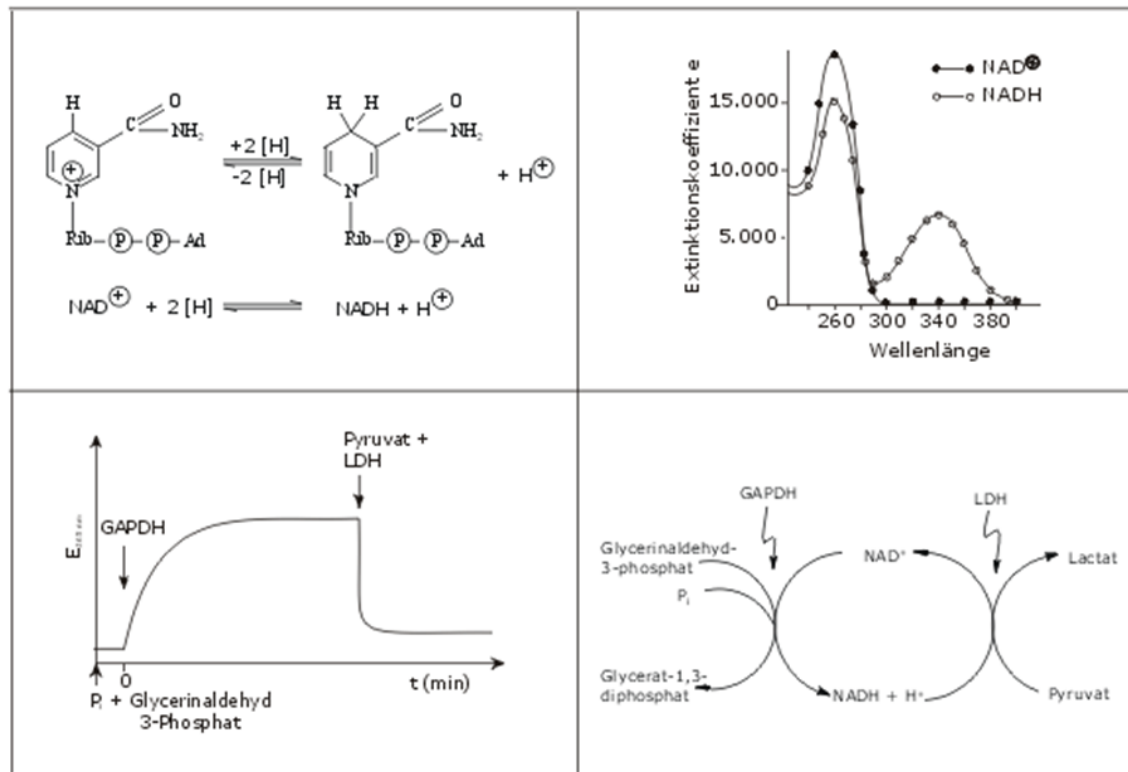 H
C
O
NH₂
N
+
Rib–P–P–Ad
+2 [H]
-2 [H]
H H
C
O
NH₂
N
Rib–P–P–Ad
+ H⊕
NAD⊕ + 2 [H]
NADH + H⊕
Extinktionskoeffizient e
15.000
10.000
5.000
0
NAD⊕
NADH
260 300 340 380
Wellenlänge
Pyruvat +
LDH
GAPDH
E
0
t (min)
Pᵢ + Glycerinaldehyd
3-Phosphat
GAPDH
LDH
Glycerinaldehyd-
3-phosphat
Pᵢ
NAD⁺
Lactat
Glycerat-1,3-
diphosphat
NADH + H⁺
Pyruvat